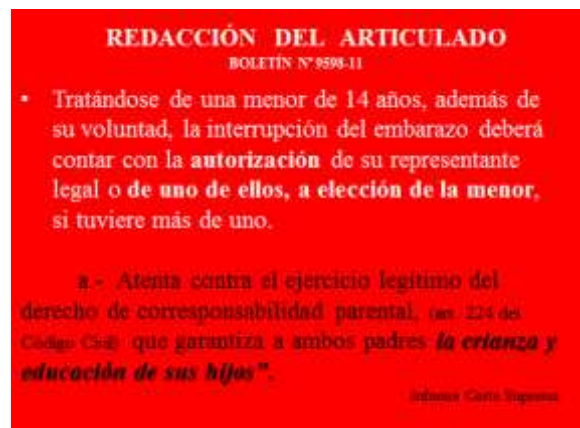 REDACCIÓN DEL ARTICULADO
BOLETÍN Nº 9598-11
• Tratándose de una menor de 14 años, además de
su voluntad, la interrupción del embarazo deberá
contar con la autorización de su representante
legal o de uno de ellos, a elección de la menor,
si tuviere más de uno.
a.- Atenta contra el ejercicio legítimo del
derecho de corresponsabilidad parental, (art. 224 del
Código Civil) que garantiza a ambos padres la crianza y
educación de sus hijos".
Informe Corte Suprema